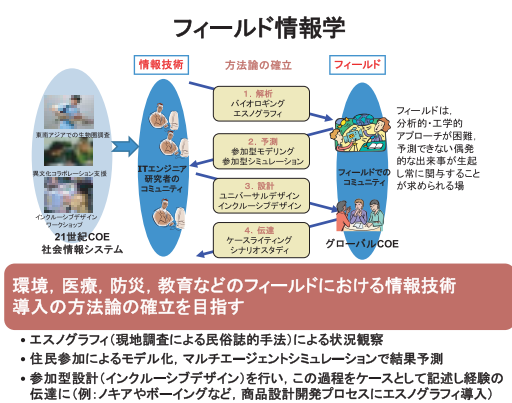 フィールド情報学
情報技術
方法論の確立
フィールド
1. 解析
バイオロギング
エスノグラフィ
2. 予測
参加型モデリング
参加型シミュレーション
3. 設計
ユニバーサルデザイン
インクルーシブデザイン
4. 伝達
ケースライティング
シナリオスタディ
東南アジアでの生物圏調査
異文化コラボレーション支援
インクルーシブデザイン
ワークショップ
21世紀COE
社会情報システム
ITエンジニア
研究者の
コミュニティ
フィールドでの
コミュニティ
グローバルCOE
フィールドは，
分析的・工学的
アプローチが困難，
予測できない偶発
的な出来事が生起
し常に関与すること
が求められる場
環境，医療，防災，教育などのフィールドにおける情報技術
導入の方法論の確立を目指す
• エスノグラフィ（現地調査による民俗誌的手法）による状況観察
• 住民参加によるモデル化，マルチエージェントシミュレーションで結果予測
• 参加型設計（インクルーシブデザイン）を行い，この過程をケースとして記述し経験の
伝達に（例：ノキアやボーイングなど，商品設計開発プロセスにエスノグラフィ導入）